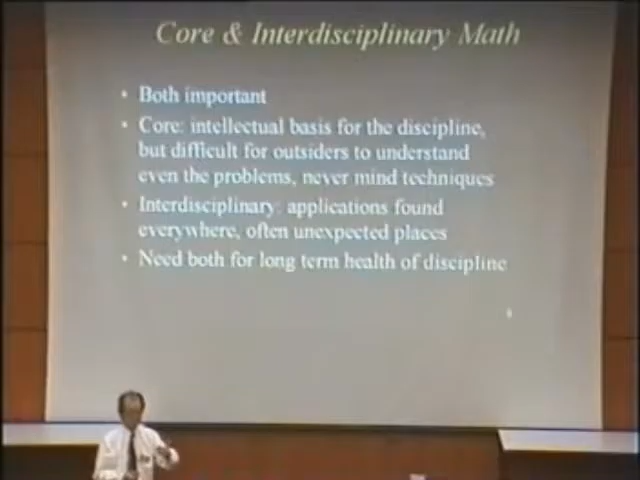 Core & Interdisciplinary Math
• Both important
• Core: intellectual basis for the discipline,
but difficult for outsiders to understand
even the problems, never mind techniques
• Interdisciplinary: applications found
everywhere, often unexpected places
• Need both for long term health of discipline